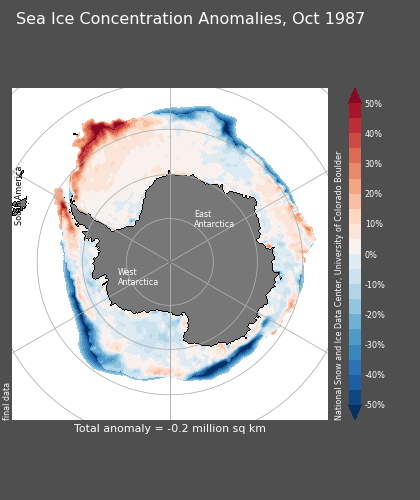 Sea Ice Concentration Anomalies, Oct 1987
South America
East
Antarctica
West
Antarctica
50%
40%
30%
20%
10%
0%
-10%
-20%
-30%
-40%
-50%
National Snow and Ice Data Center, University of Colorado Boulder
final data
Total anomaly = -0.2 million sq km